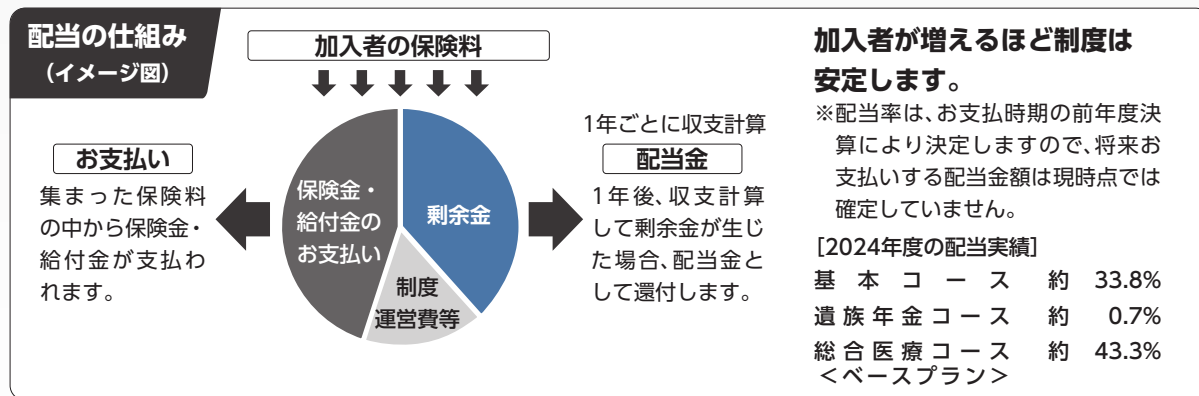 配当の仕組み
（イメージ図）
加入者の保険料
お支払い
集まった保険料
の中から保険金・
給付金が支払わ
れます。
保険金・
給付金の
お支払い
剰余金
制度
運営費等
1年ごとに収支計算
配当金
1年後、収支計算
して剰余金が生じ
た場合、配当金と
して還付します。
加入者が増えるほど制度は
安定します。
※配当率は、お支払時期の前年度決
算により決定しますので、将来お
支払いする配当金額は現時点では
確定していません。
［2024年度の配当実績］
基本コース 約 33.8%
遺族年金コース 約 0.7%
総合医療コース 約 43.3%
＜ベースプラン＞